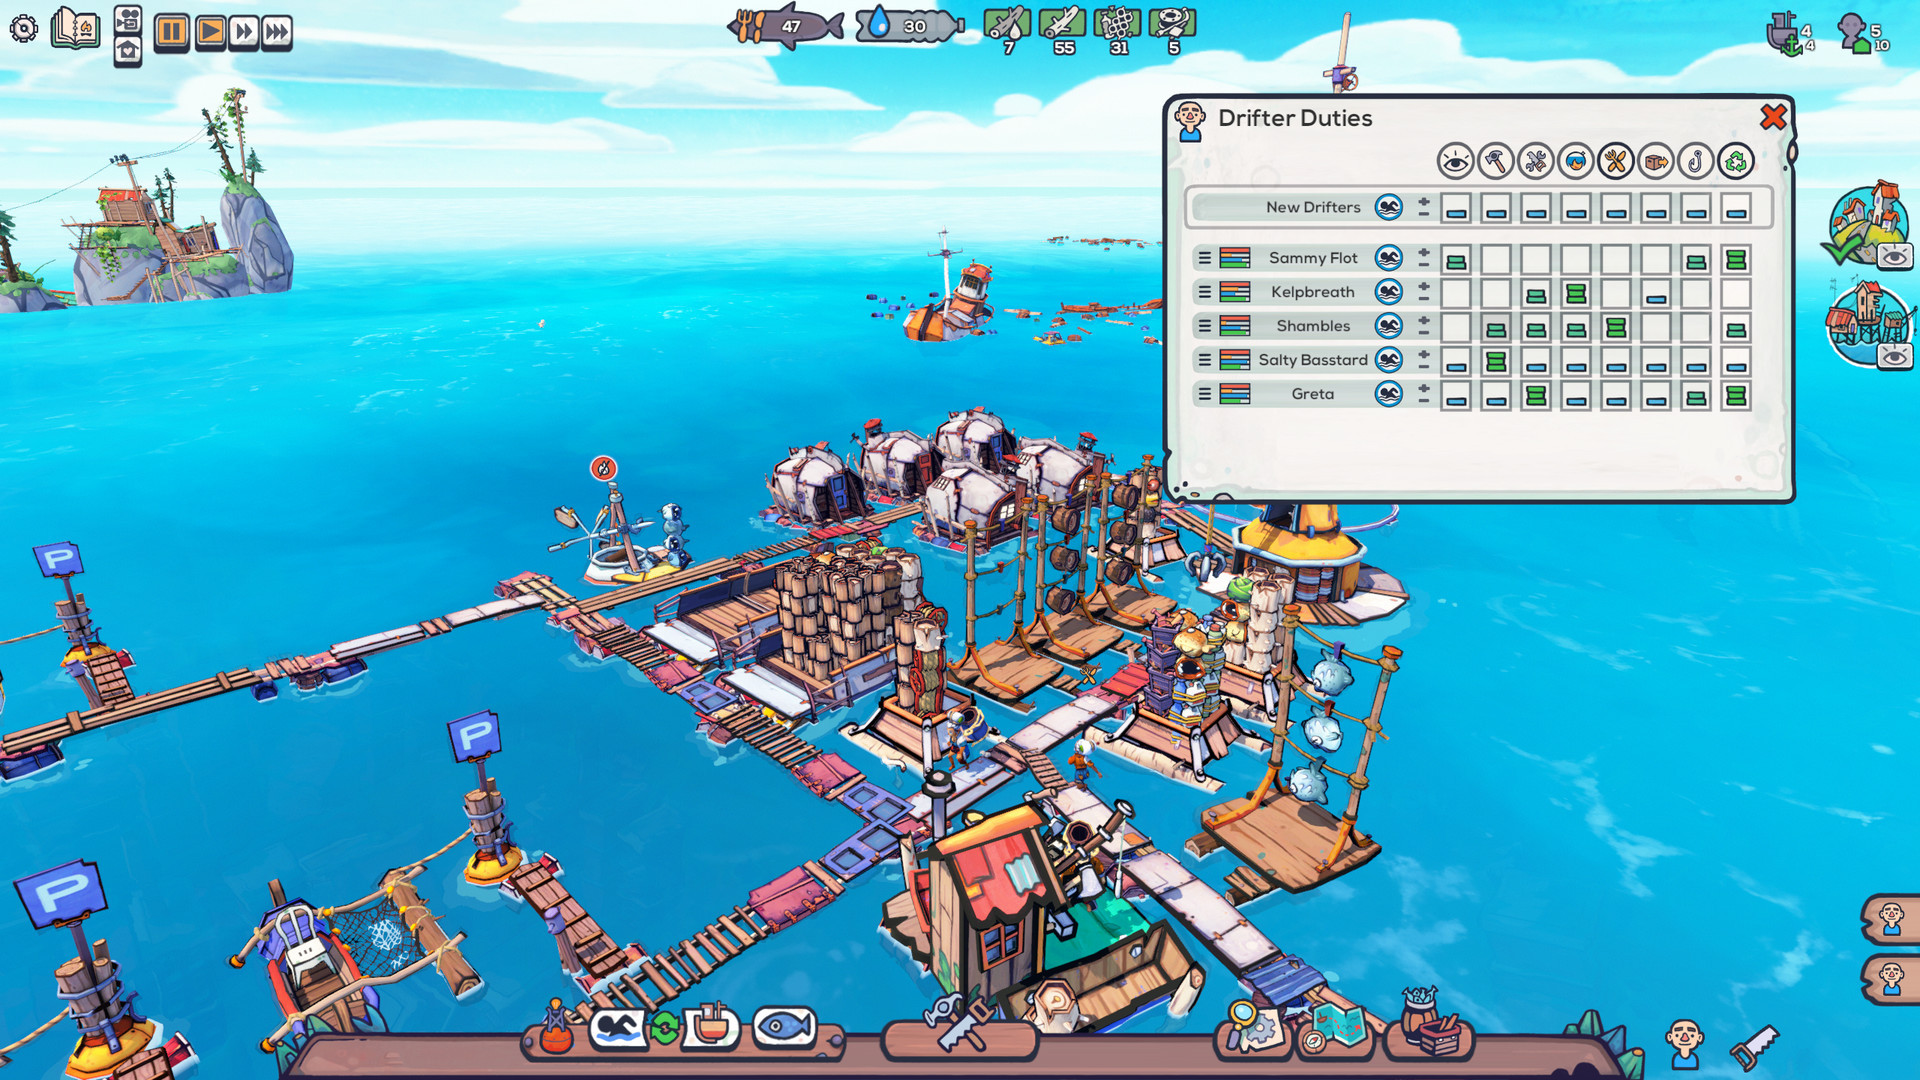 47
30
7
55
31
5
4
4
5
10
Drifter Duties
New Drifters
Sammy Flot
Kelpbreath
Shambles
Salty Basstard
Greta
P
P
P